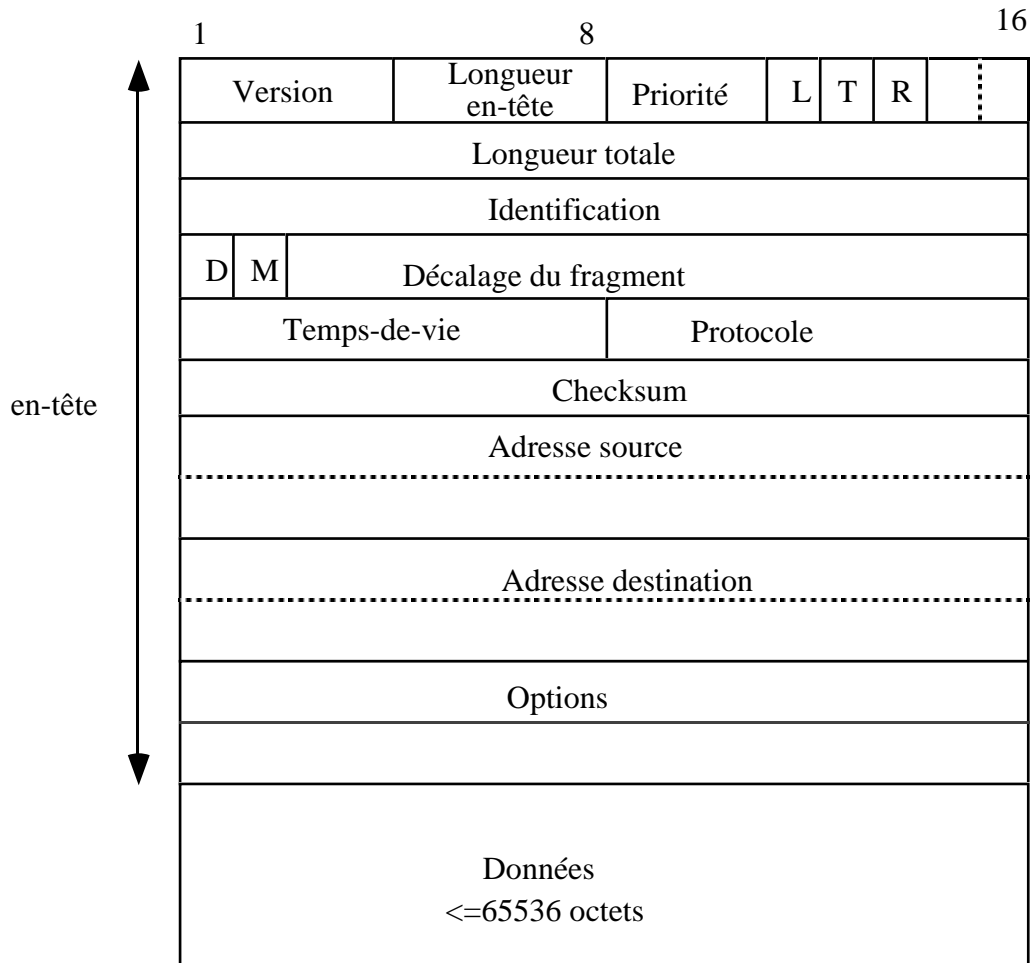 1 8 16
Version Longueur en-tête Priorité L T R
Longueur totale
Identification
D M Décalage du fragment
Temps-de-vie Protocole
Checksum
en-tête
Adresse source
Adresse destination
Options
Données
<=65536 octets